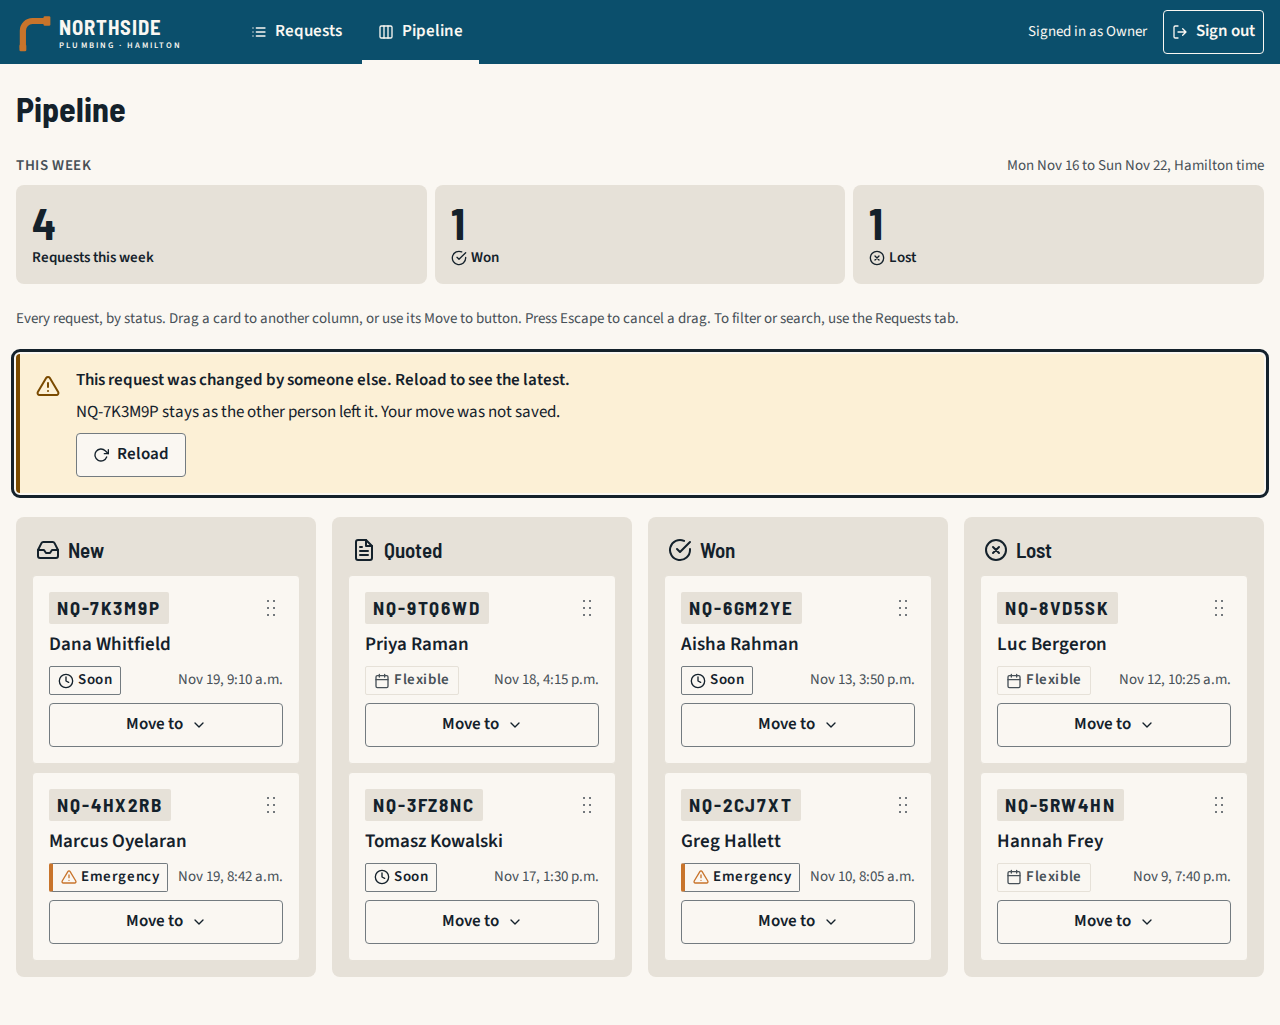 NORTHSIDE
PLUMBING · HAMILTON
Requests
Pipeline
Signed in as Owner
Sign out
Pipeline
THIS WEEK
Mon Nov 16 to Sun Nov 22, Hamilton time
4
Requests this week
1
Won
1
Lost
Every request, by status. Drag a card to another column, or use its Move to button. Press Escape to cancel a drag. To filter or search, use the Requests tab.
This request was changed by someone else. Reload to see the latest.
NQ-7K3M9P stays as the other person left it. Your move was not saved.
Reload
New
NQ-7K3M9P
Dana Whitfield
Soon
Nov 19, 9:10 a.m.
Move to
NQ-4HX2RB
Marcus Oyelaran
Emergency
Nov 19, 8:42 a.m.
Move to
Quoted
NQ-9TQ6WD
Priya Raman
Flexible
Nov 18, 4:15 p.m.
Move to
NQ-3FZ8NC
Tomasz Kowalski
Soon
Nov 17, 1:30 p.m.
Move to
Won
NQ-6GM2YE
Aisha Rahman
Soon
Nov 13, 3:50 p.m.
Move to
NQ-2CJ7XT
Greg Hallett
Emergency
Nov 10, 8:05 a.m.
Move to
Lost
NQ-8VD5SK
Luc Bergeron
Flexible
Nov 12, 10:25 a.m.
Move to
NQ-5RW4HN
Hannah Frey
Flexible
Nov 9, 7:40 p.m.
Move to